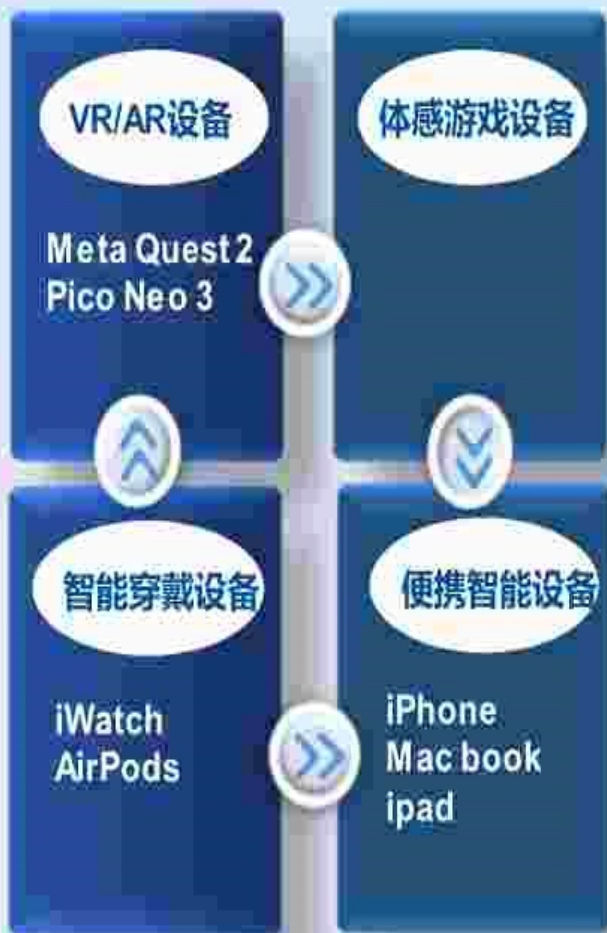 VR/AR设备
Meta Quest 2
Pico Neo 3
体感游戏设备
智能穿戴设备
iWatch
AirPods
便携智能设备
iPhone
Mac book
ipad